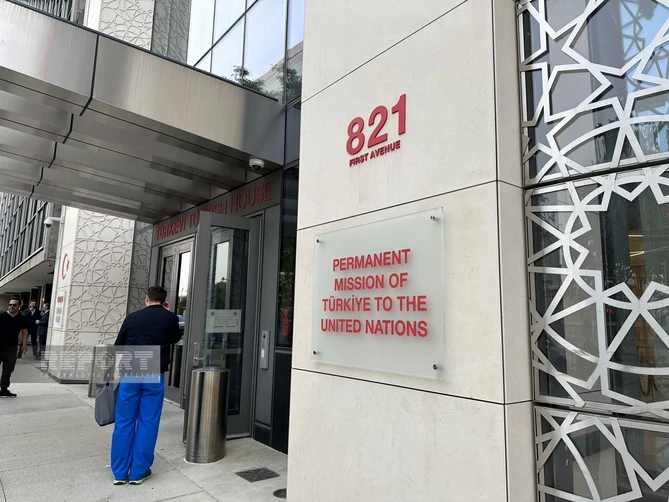 821
FIRST AVENUE
PERMANENT
MISSION OF
TÜRKİYE TO THE
UNITED NATIONS
HOUSE